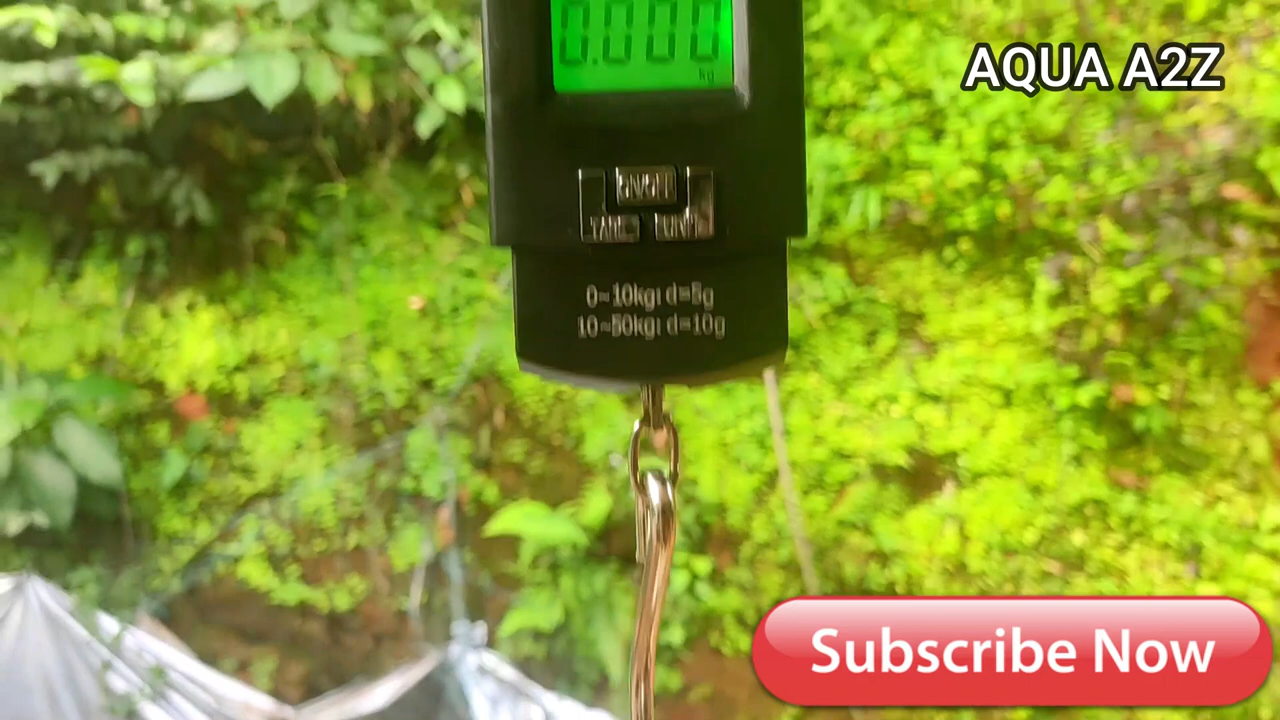 0.000
kg
AQUA A2Z
ON/OFF
TARE UNIT
0~10kg: d=5g
10~50kg: d=10g
Subscribe Now